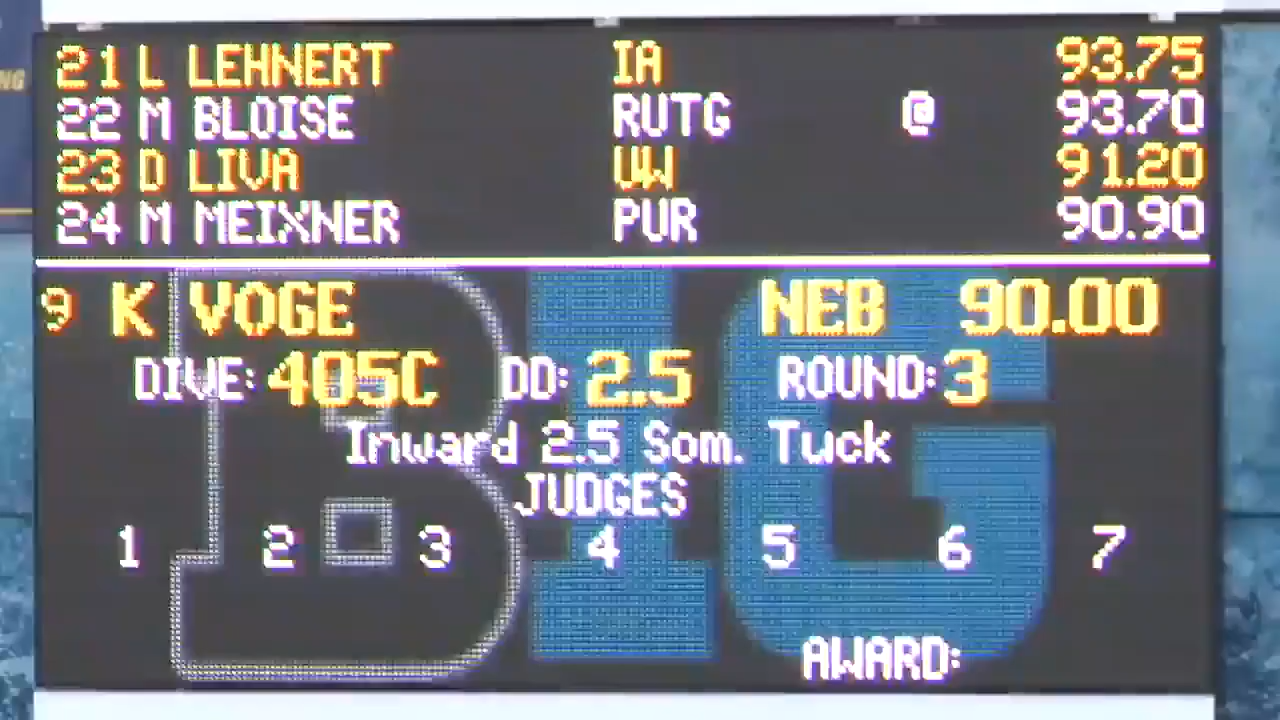 NG
21 L LEHNERT IA 93.75
22 M BLOISE RUTG @ 93.70
23 D LIVA UW 91.20
24 M MEIXNER PUR 90.90
BIG
9 K VOGE NEB 90.00
DIVE: 405C DD: 2.5 ROUND: 3
Inward 2.5 Som. Tuck
JUDGES
1 2 3 4 5 6 7
AWARD: